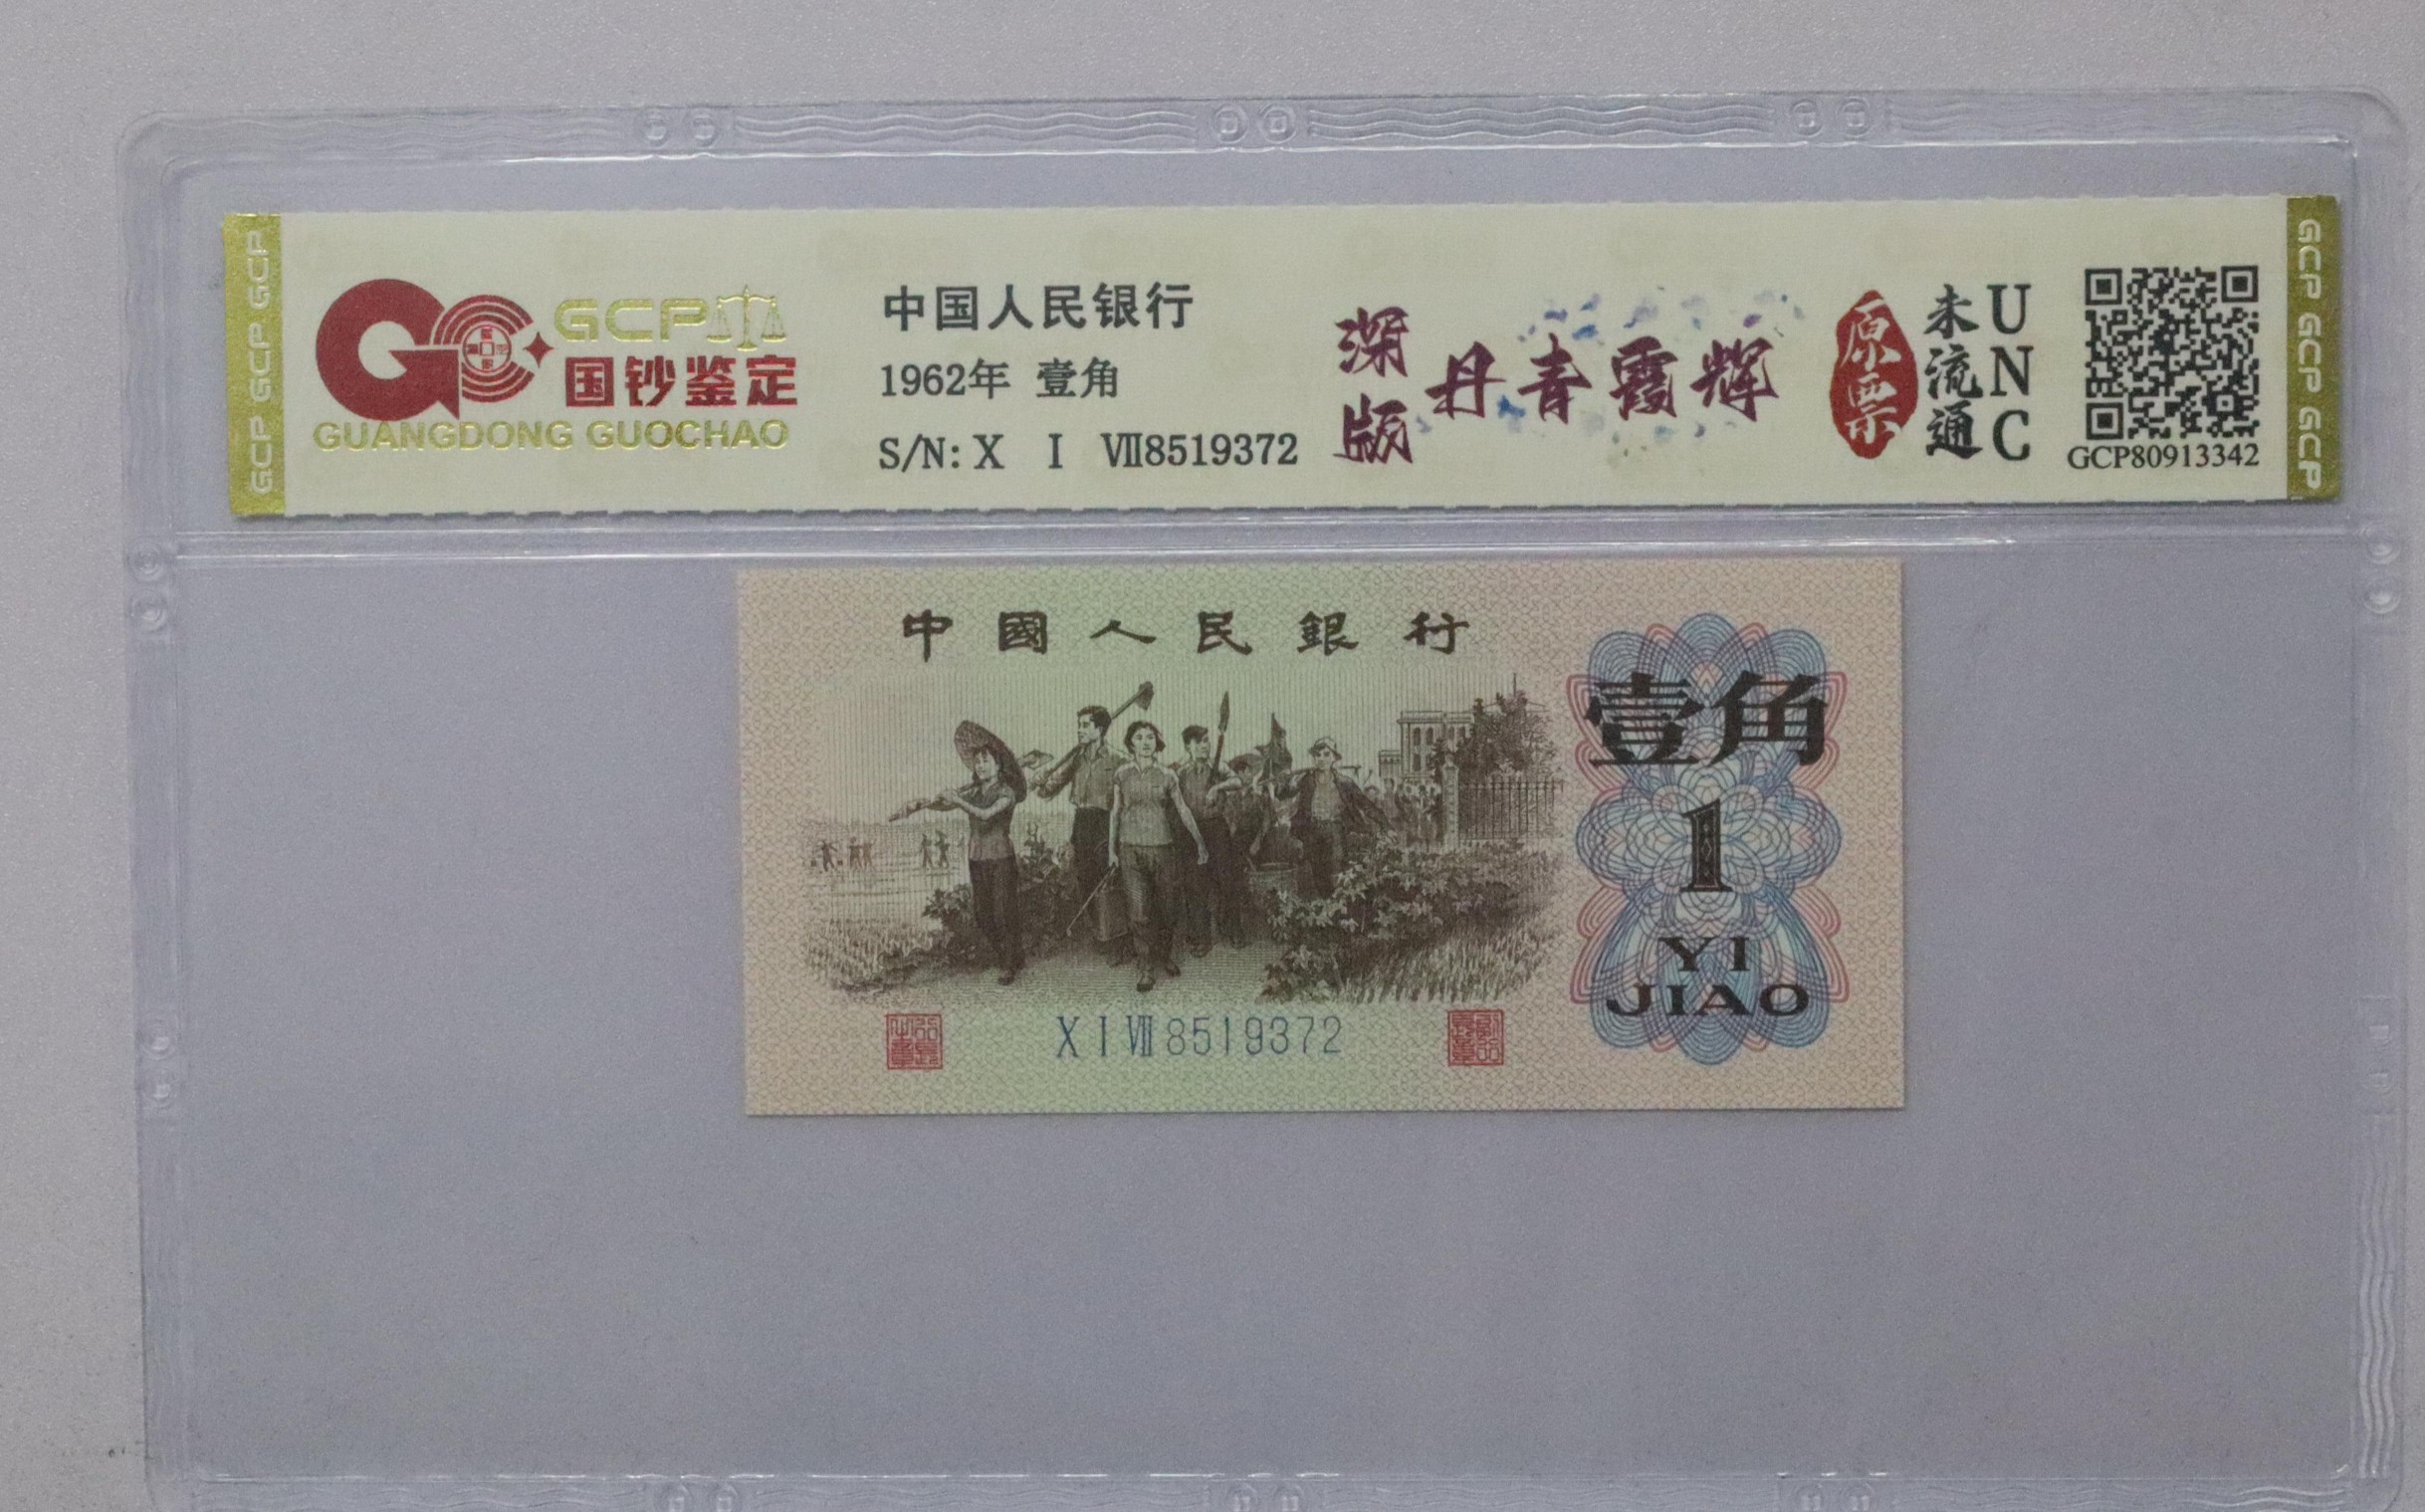 GCP GCP GCP
GCP
国钞鉴定
GUANGDONG GUOCHAO
中国人民银行
1962年 壹角
S/N: X I Ⅶ8519372
深版
丹青霞辉
原票
未流通
UNC
GCP80913342
GCP GCP GCP
中國人民銀行
壹角
1
YI
JIAO
X I Ⅶ 8519372